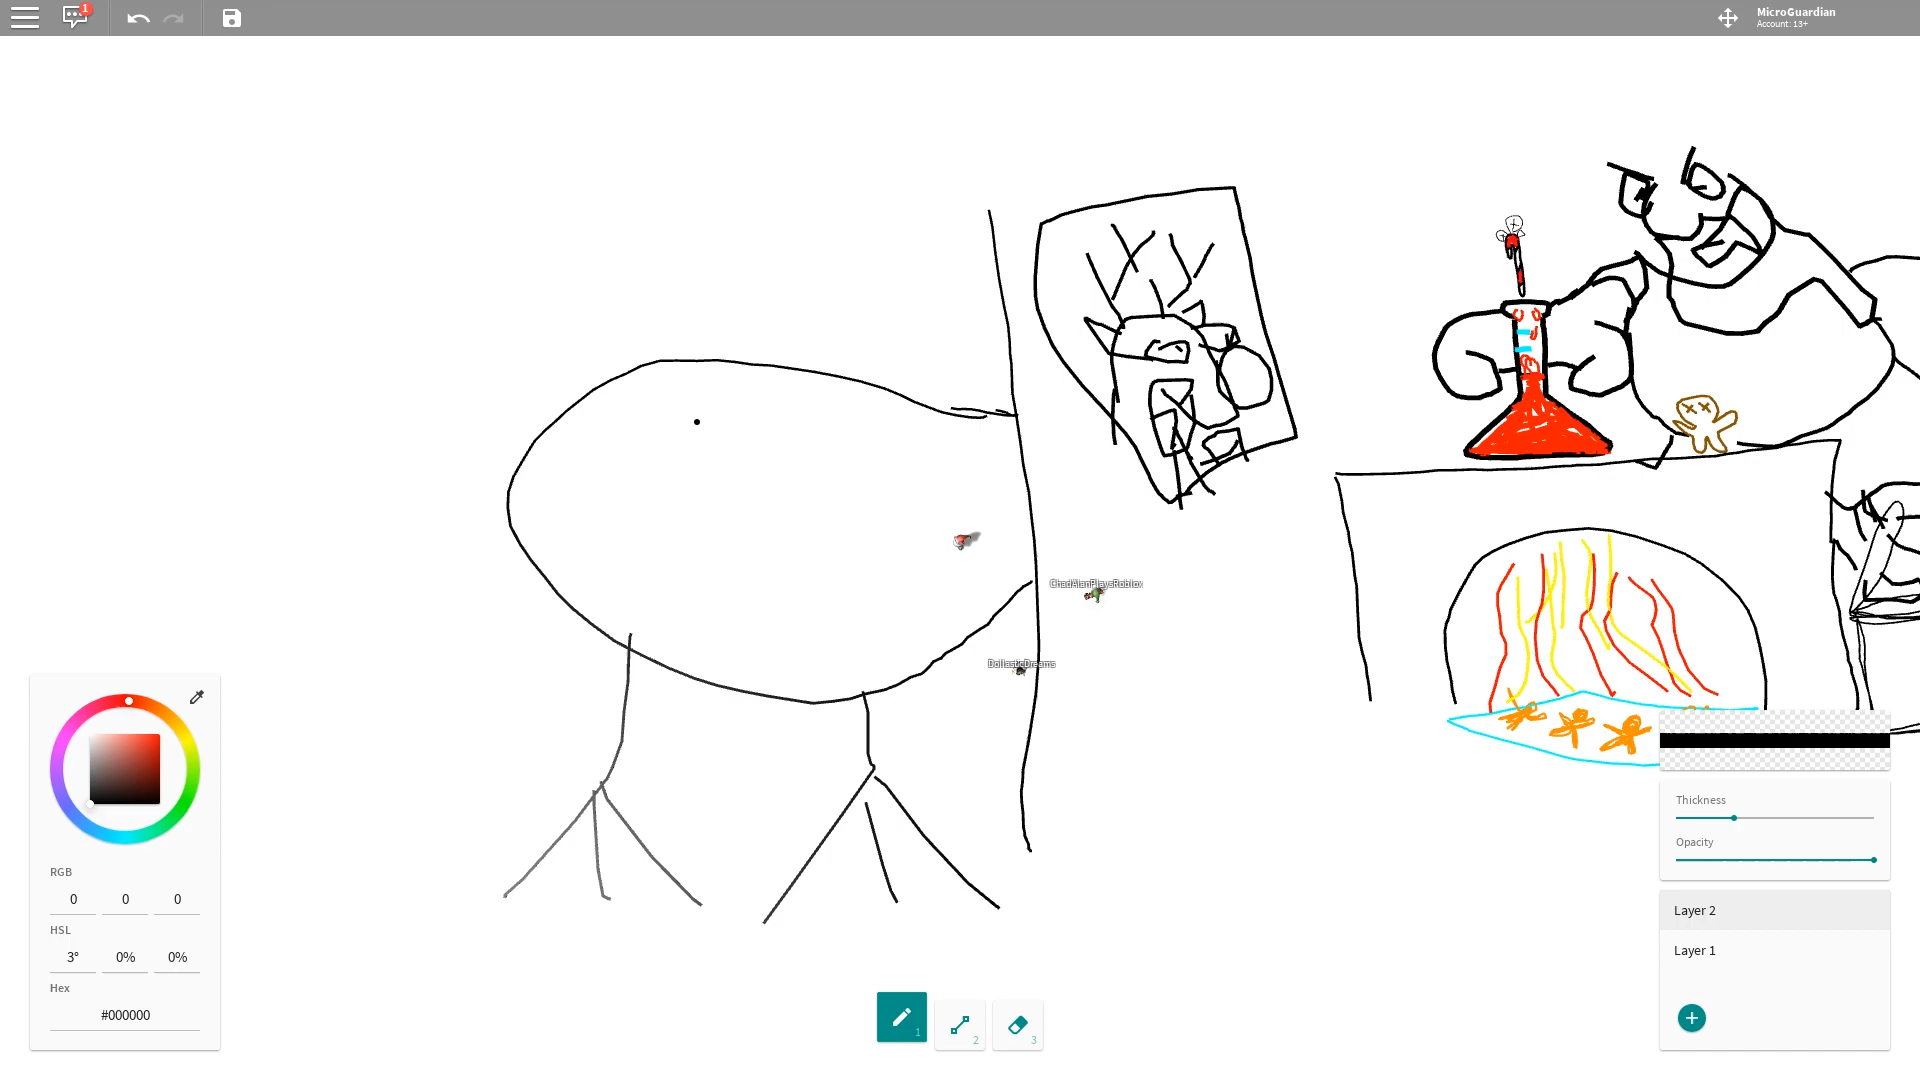 1
MicroGuardian
Account: 13+
ChadAlanPlaysRoblox
DollasticDreams
RGB
0 0 0
HSL
3° 0% 0%
Hex
#000000
1
2
3
Thickness
Opacity
Layer 2
Layer 1